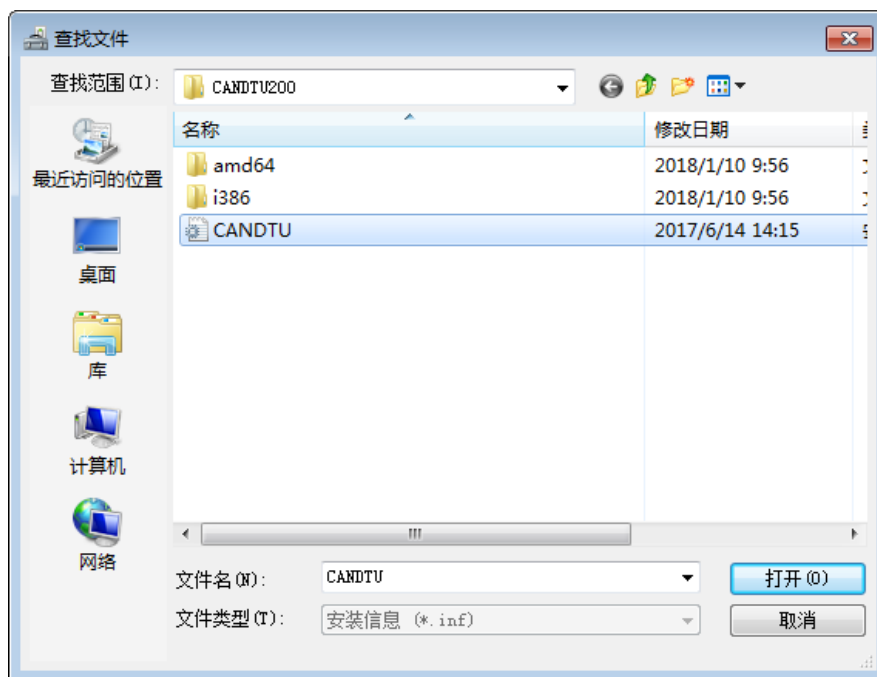 查找文件
查找范围(I):
CANDTU200
名称
修改日期
最近访问的位置
amd64
2018/1/10 9:56
i386
2018/1/10 9:56
CANDTU
2017/6/14 14:15
桌面
库
计算机
网络
文件名(N):
CANDTU
打开(O)
文件类型(T):
安装信息 (*.inf)
取消